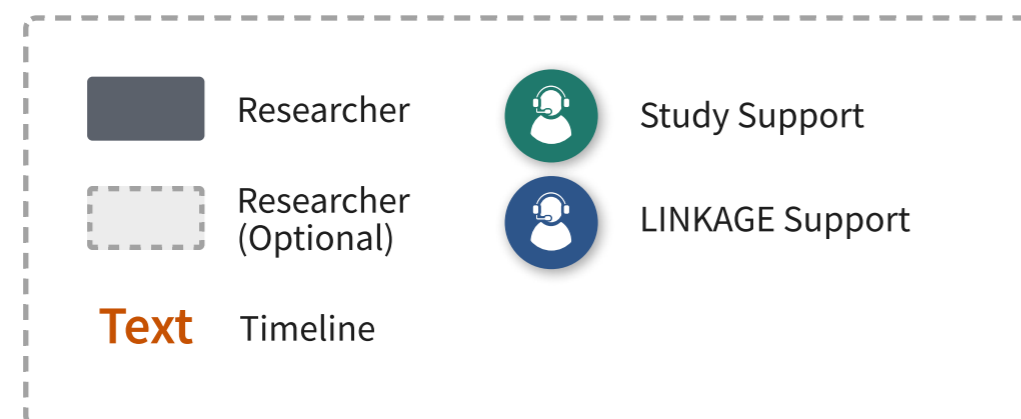 Researcher
Researcher
(Optional)
Text Timeline
Study Support
LINKAGE Support